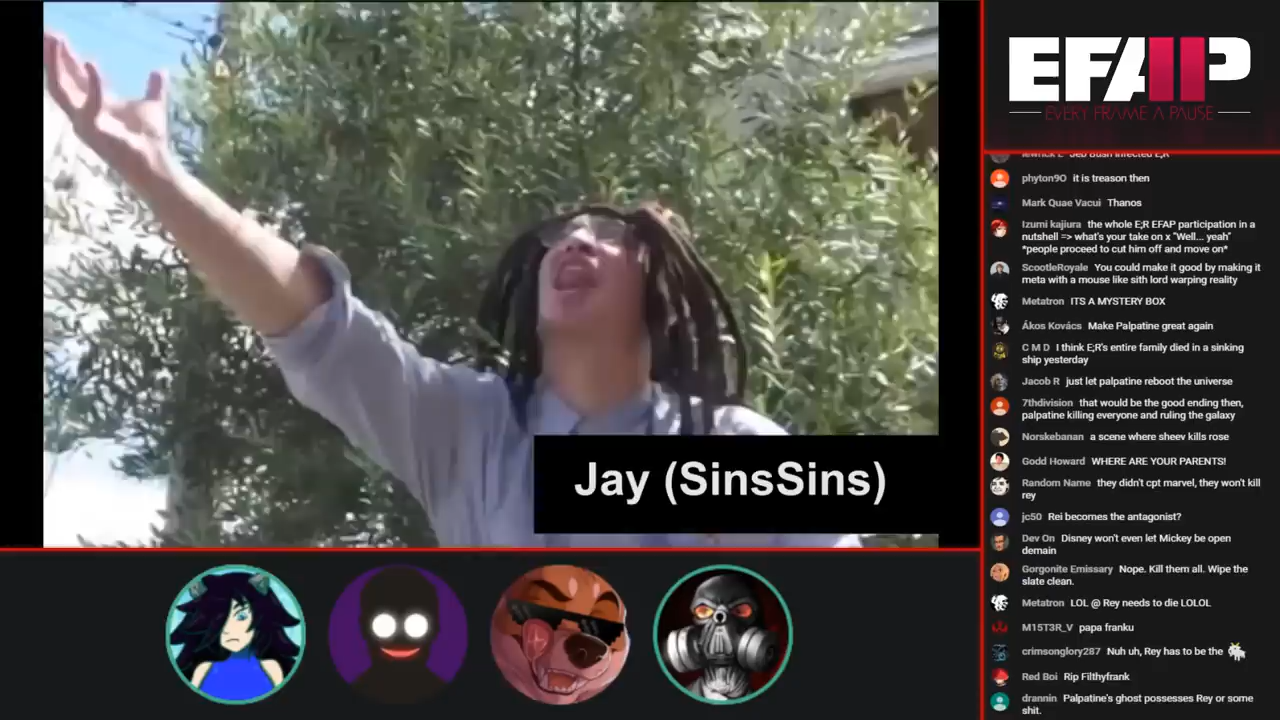 Jay (SinsSins)
EFAP
EVERY FRAME A PAUSE
phyton90 it is treason then
Mark Quae Vacui Thanos
Izumi kajiura the whole E;R EFAP participation in a
nutshell => what's your take on x "Well... yeah"
*people proceed to cut him off and move on*
ScootleRoyale You could make it good by making it
meta with a mouse like sith lord warping reality
Metatron ITS A MYSTERY BOX
Ákos Kovács Make Palpatine great again
C M D I think E;R's entire family died in a sinking
ship yesterday
Jacob R just let palpatine reboot the universe
7thdivision that would be the good ending then,
palpatine killing everyone and ruling the galaxy
Norskebanan a scene where sheev kills rose
Godd Howard WHERE ARE YOUR PARENTS!
Random Name they didn't cpt marvel, they won't kill
rey
jc50 Rei becomes the antagonist?
Dev On Disney won't even let Mickey be open
demain
Gorgonite Emissary Nope. Kill them all. Wipe the
slate clean.
Metatron LOL @ Rey needs to die LOLOL
M15T3R_V papa franku
crimsonglory287 Nuh uh, Rey has to be the
Red Boi Rip Filthyfrank
drannin Palpatine's ghost possesses Rey or some
shit.